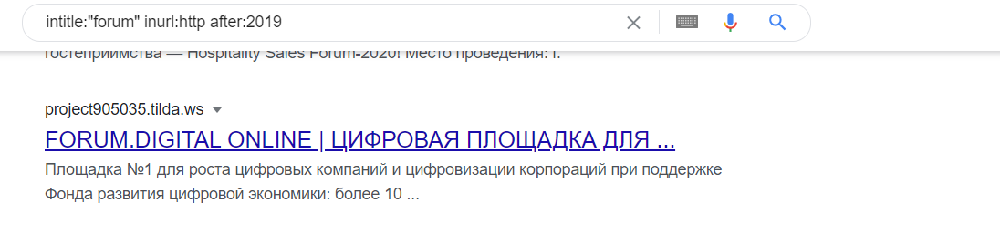 intitle:"forum" inurl:http after:2019
гостеприимства — Hospitality Sales Forum-2020! Место проведения: г.
project905035.tilda.ws
FORUM.DIGITAL ONLINE | ЦИФРОВАЯ ПЛОЩАДКА ДЛЯ ...
Площадка №1 для роста цифровых компаний и цифровизации корпораций при поддержке
Фонда развития цифровой экономики: более 10 ...